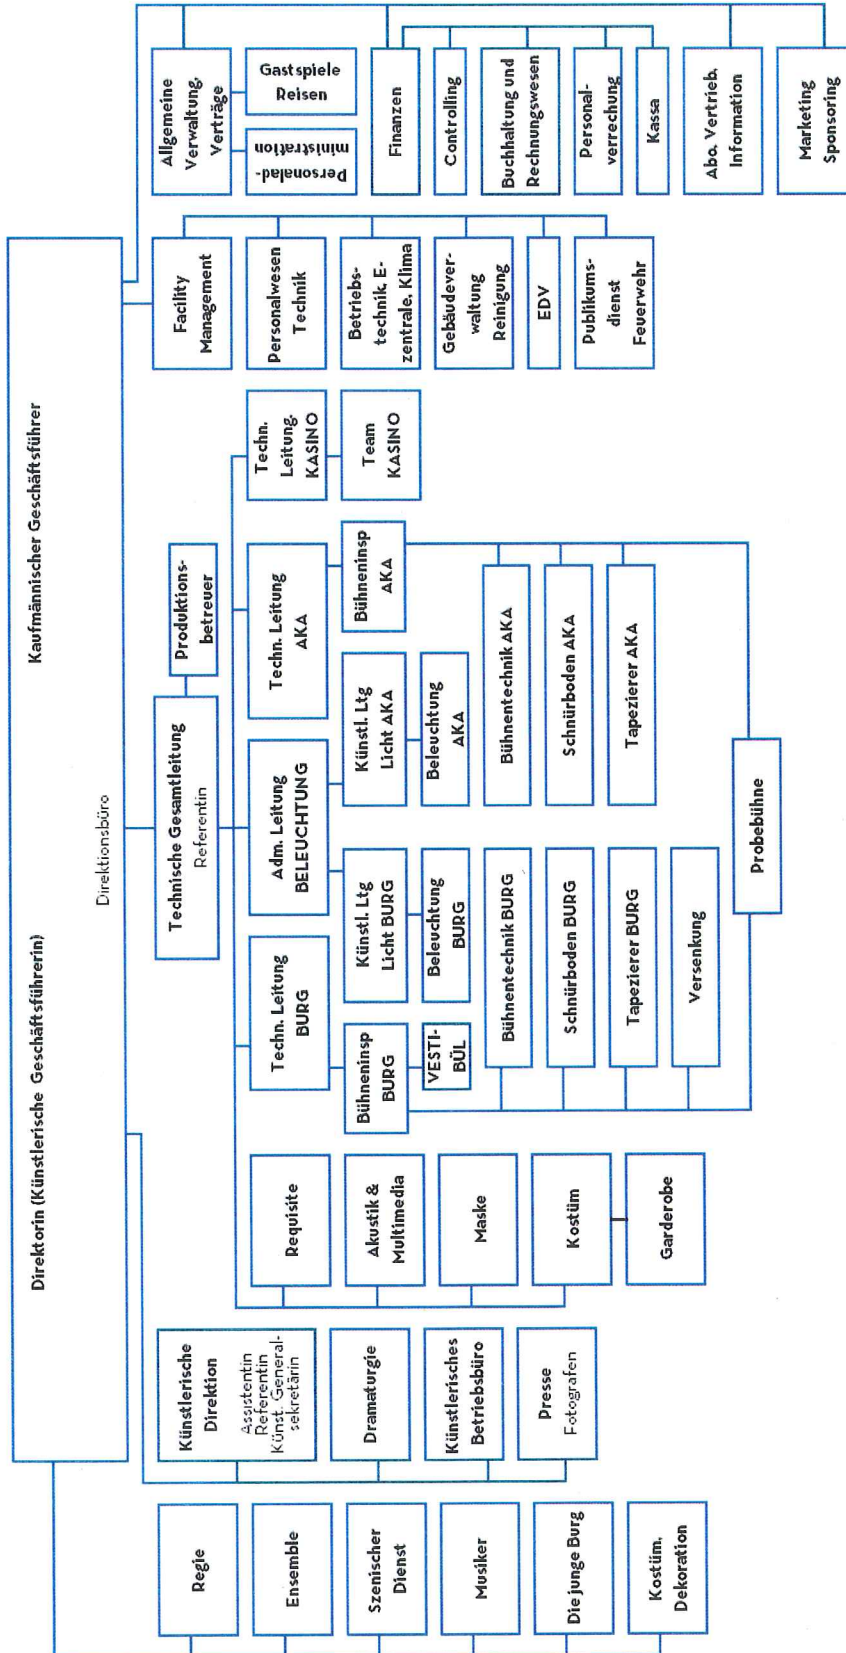 Direktorin (Künstlerische Geschäftsführerin)
Kaufmännischer Geschäftsführer
Direktionsbüro
Regie
Ensemble
Szenischer
Dienst
Musiker
Die junge Burg
Kostüm.
Dekoration
Künstlerische
Direktion
Assistentin
Referentin
Künst. General-
sekretärin
Dramaturgie
Künstlerisches
Betriebsbüro
Presse
Fotografen
Technische Gesamtleitung
Referentin
Produktions-
betreuer
Requisite
Akustik &
Multimedia
Maske
Kostüm
Garderobe
Techn. Leitung
BURG
Bühneninsp
BURG
VESTI-
BÜL
Adm. Leitung
BELEUCHTUNG
Künstl. Ltg
Licht BURG
Beleuchtung
BURG
Künstl. Ltg
Licht AKA
Beleuchtung
AKA
Techn. Leitung
AKA
Bühneninsp
AKA
Techn.
Leitung.
KASINO
Team
KASINO
Bühnentechnik BURG
Schnürboden BURG
Tapezierer BURG
Versenkung
Bühnentechnik AKA
Schnürboden AKA
Tapezierer AKA
Probebühne
Facility
Management
Personalwesen
Technik
Betriebs-
technik, E-
zentrale, Klima
Gebäudever-
waltung
Reinigung
EDV
Publikums-
dienst
Feuerwehr
Allgemeine
Verwaltung,
Verträge
Personalad-
ministration
Gastspiele
Reisen
Finanzen
Controlling
Buchhaltung und
Rechnungswesen
Personal-
verrechung
Kassa
Abo. Vertrieb.
Information
Marketing
Sponsoring